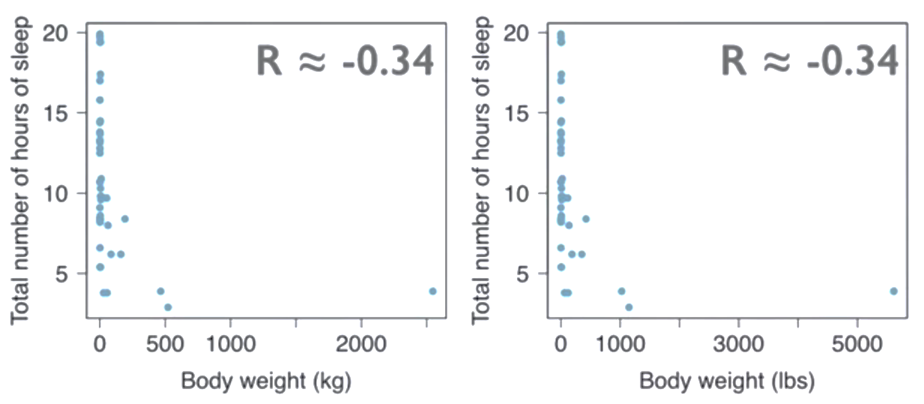 Total number of hours of sleep
20
15
10
5
R ≈ -0.34
0 500 1000 2000
Body weight (kg)
Total number of hours of sleep
20
15
10
5
R ≈ -0.34
0 1000 3000 5000
Body weight (lbs)